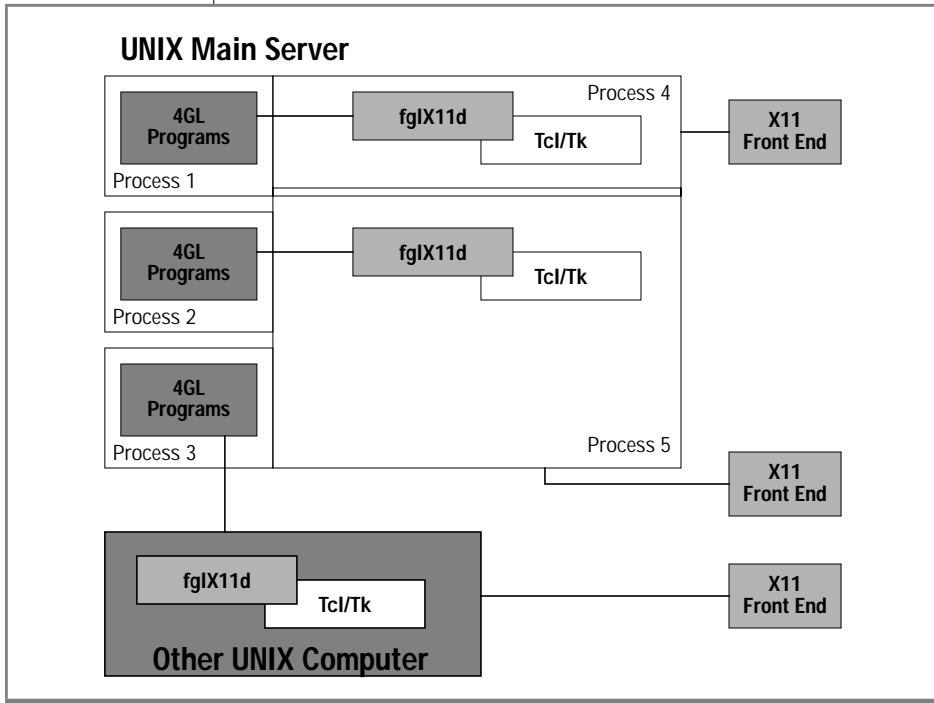 UNIX Main Server
4GL
Programs
Process 1
fglX11d
Tcl/Tk
Process 4
X11
Front End
4GL
Programs
Process 2
fglX11d
Tcl/Tk
4GL
Programs
Process 3
Process 5
X11
Front End
fglX11d
Tcl/Tk
Other UNIX Computer
X11
Front End